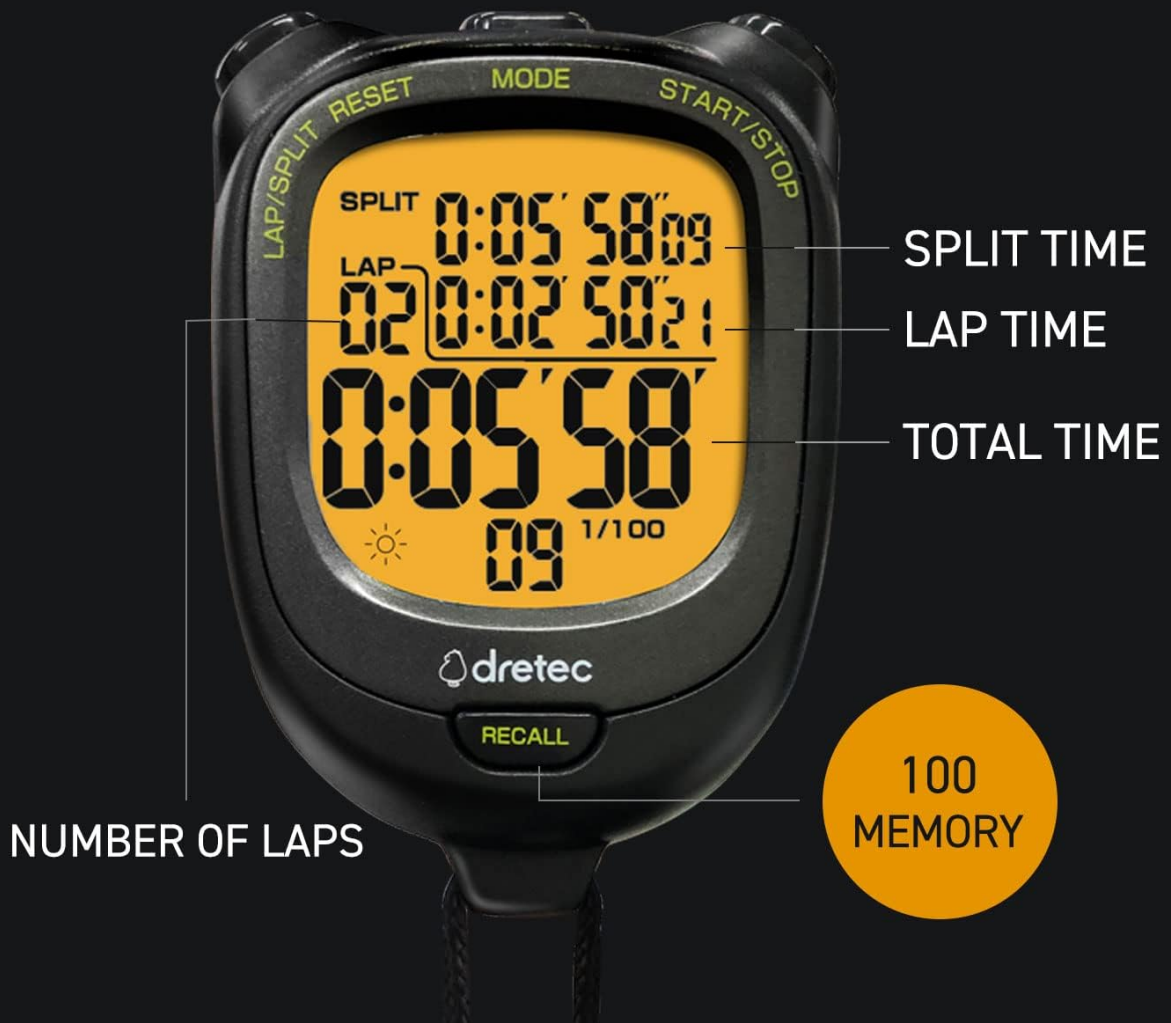 LAP/SPLIT RESET MODE START/STOP
SPLIT 0:05' 58" 09
LAP
02 0:02' 50" 21
0:05' 58'
09 1/100
dretec
RECALL
SPLIT TIME
LAP TIME
TOTAL TIME
NUMBER OF LAPS
100
MEMORY